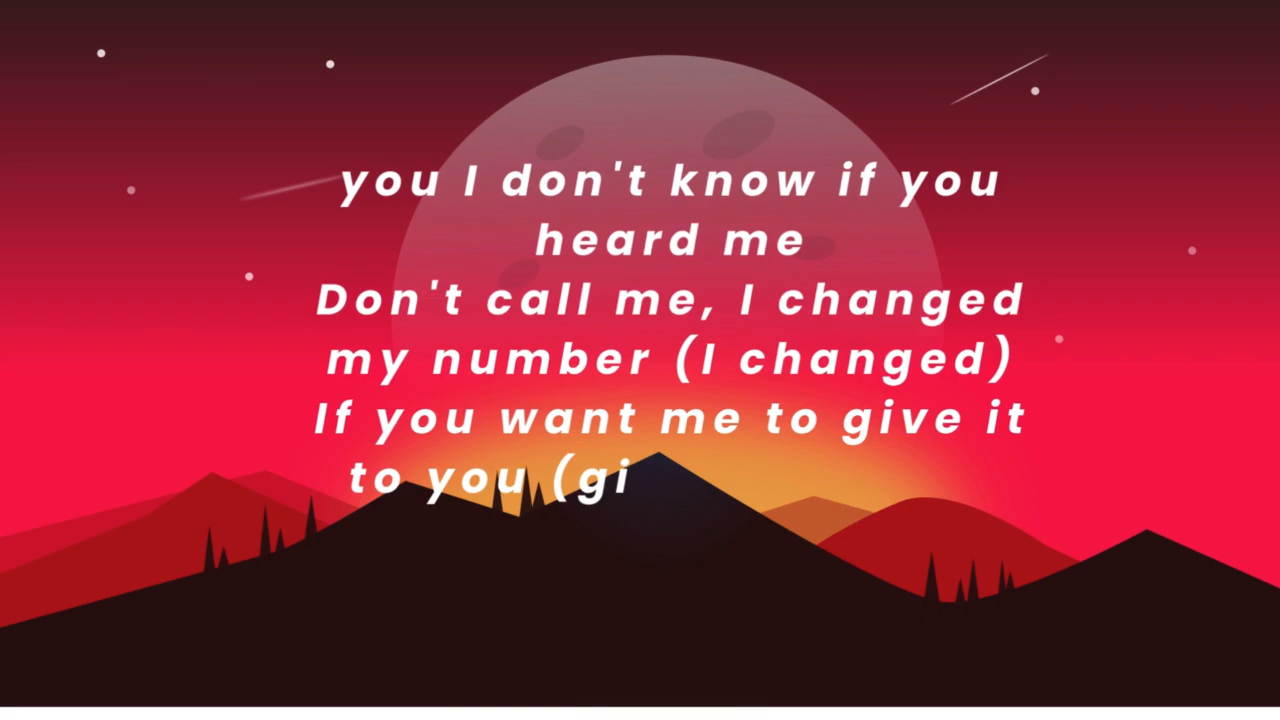 you I don't know if you
heard me
Don't call me, I changed
my number (I changed)
If you want me to give it
to you (gi